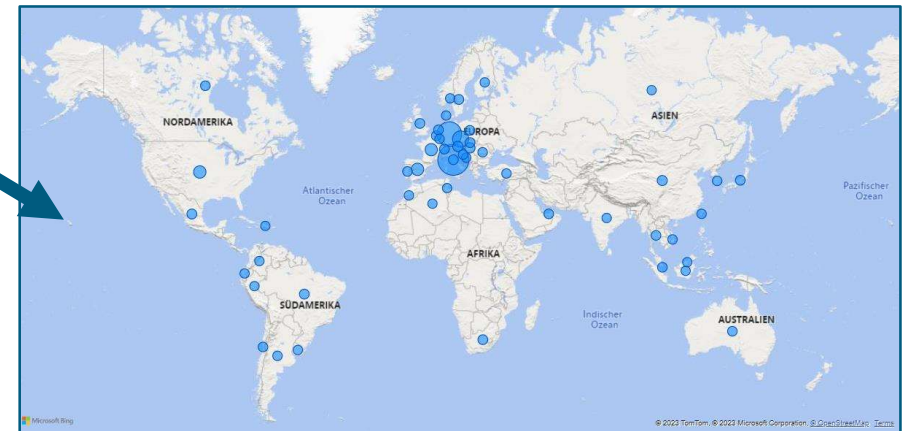 NORDAMERIKA
EUROPA
ASIEN
Atlantischer
Ozean
Pazifischer
Ozean
AFRIKA
SÜDAMERIKA
Indischer
Ozean
AUSTRALIEN
Microsoft Bing
© 2023 TomTom, © 2023 Microsoft Corporation, © OpenStreetMap Terms